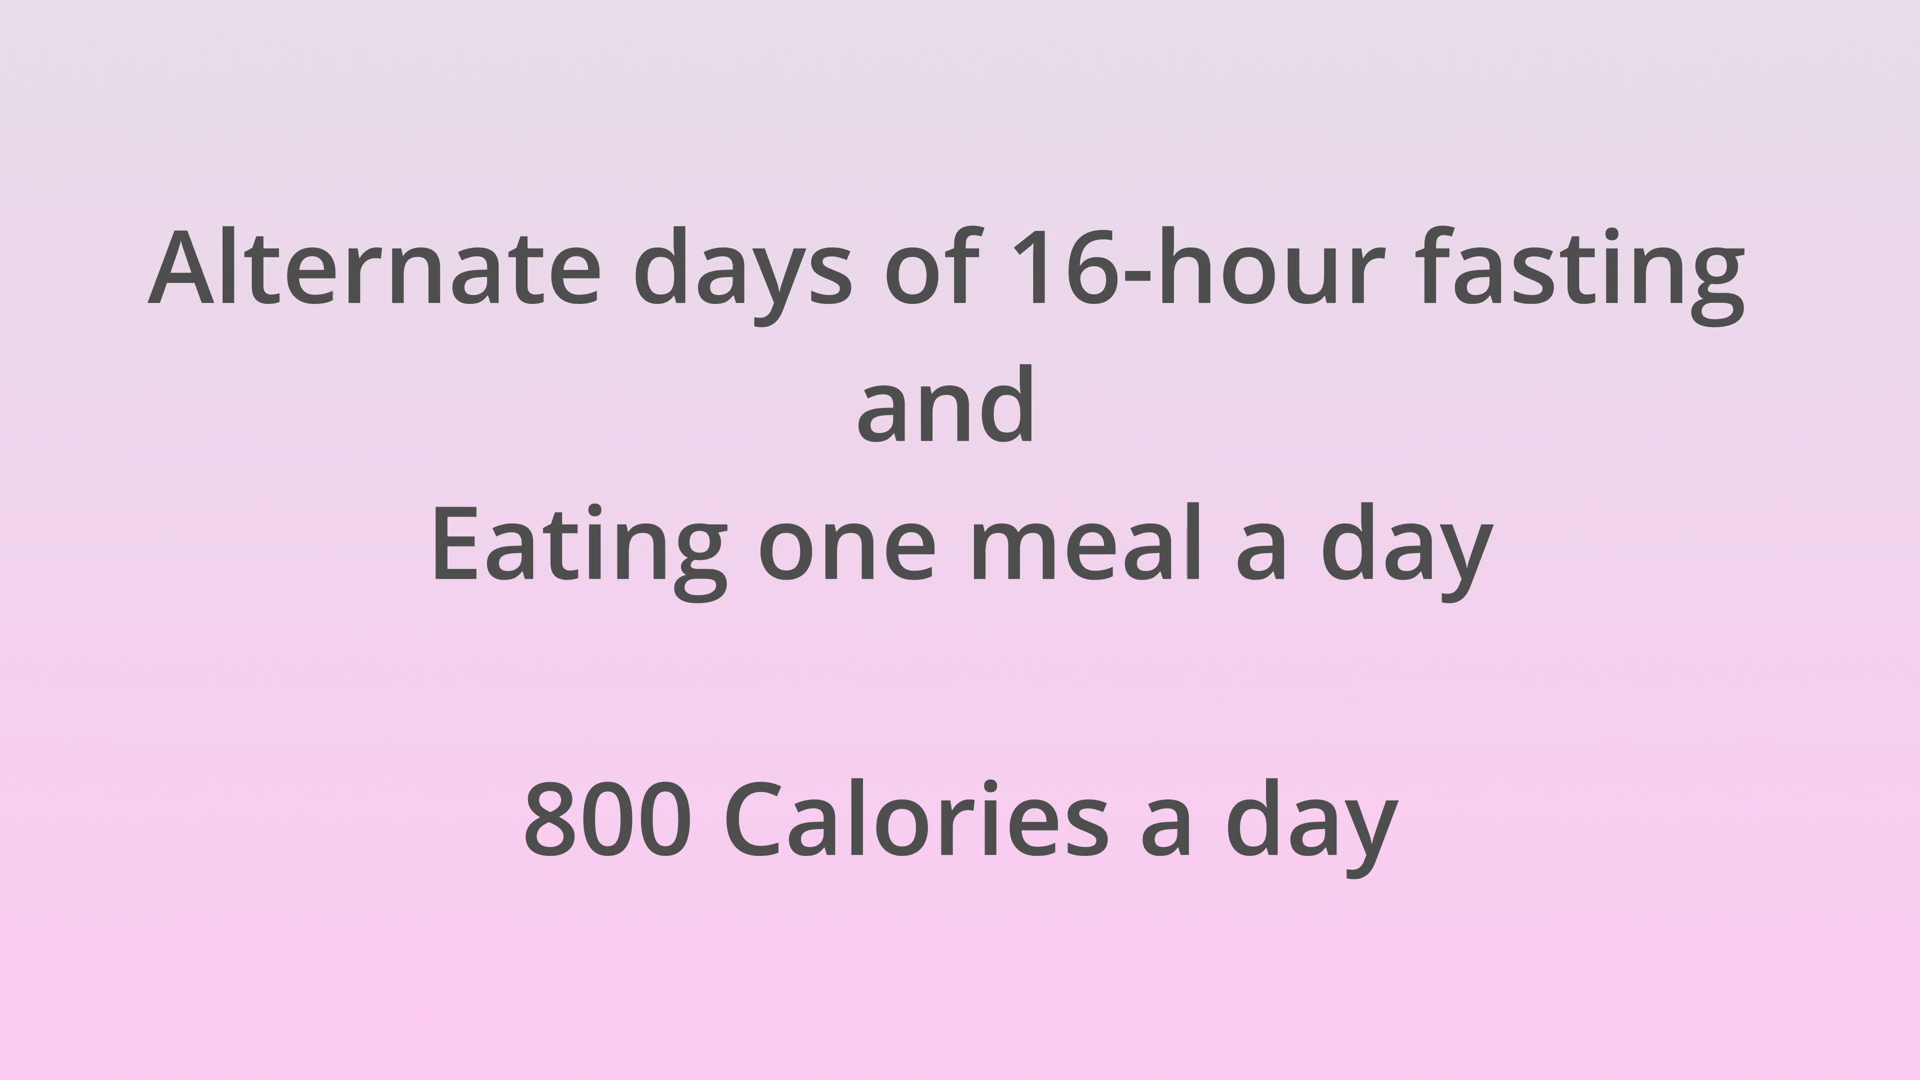 Alternate days of 16-hour fasting
and
Eating one meal a day
800 Calories a day